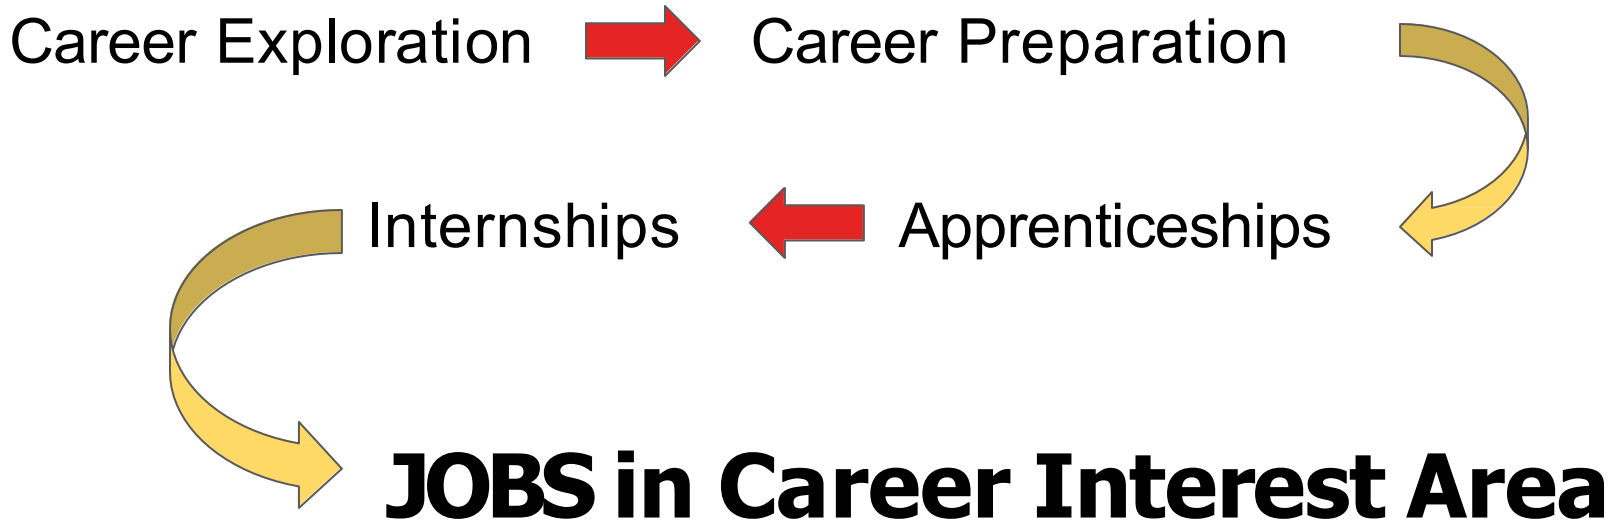 Career Exploration
Career Preparation
Apprenticeships
Internships
JOBS in Career Interest Area